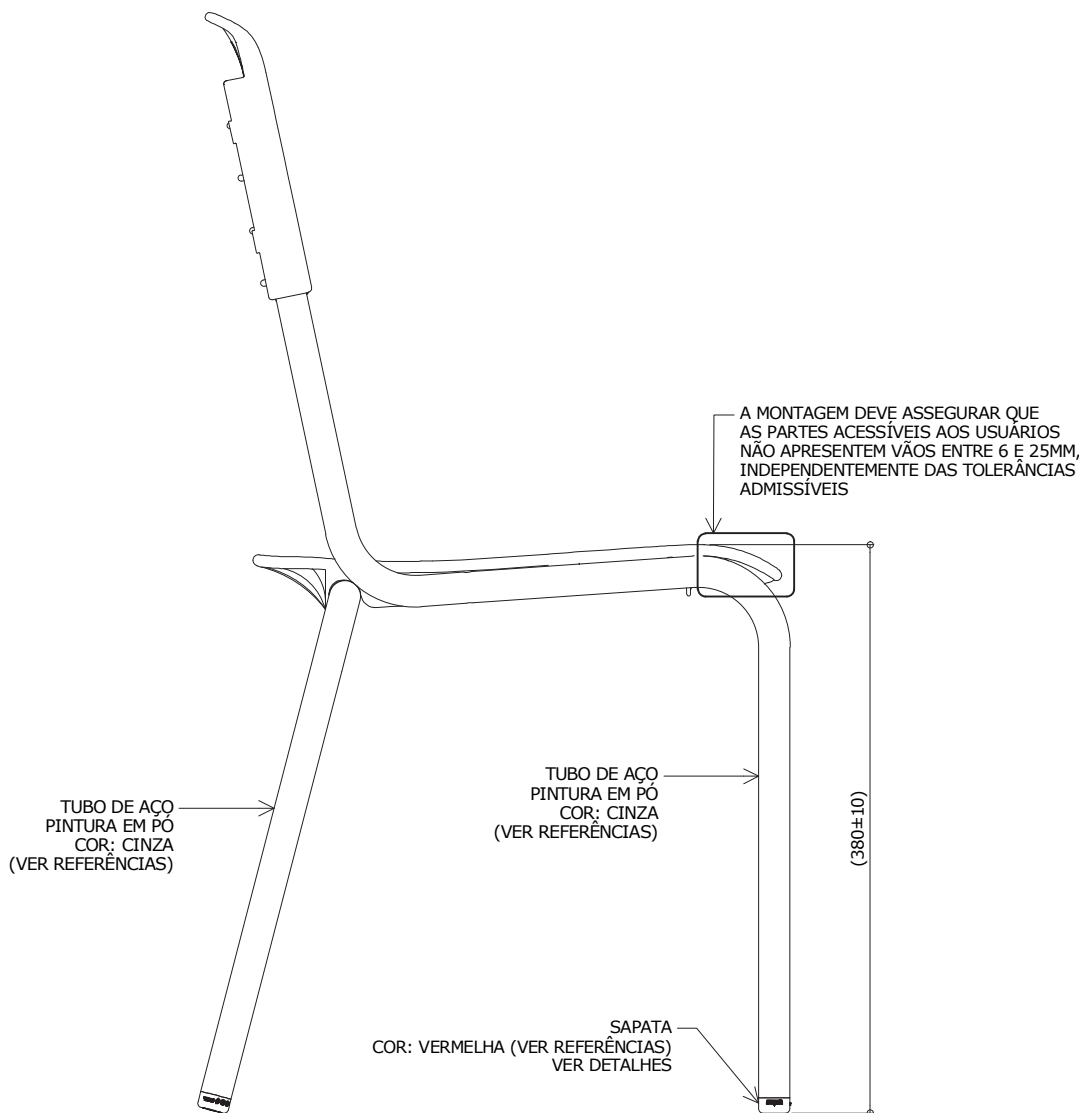 A MONTAGEM DEVE ASSEGURAR QUE
AS PARTES ACESSÍVEIS AOS USUÁRIOS
NÃO APRESENTEM VÃOS ENTRE 6 E 25MM,
INDEPENDENTEMENTE DAS TOLERÂNCIAS
ADMISSÍVEIS
TUBO DE AÇO
PINTURA EM PÓ
COR: CINZA
(VER REFERÊNCIAS)
TUBO DE AÇO
PINTURA EM PÓ
COR: CINZA
(VER REFERÊNCIAS)
(380±10)
SAPATA
COR: VERMELHA (VER REFERÊNCIAS)
VER DETALHES